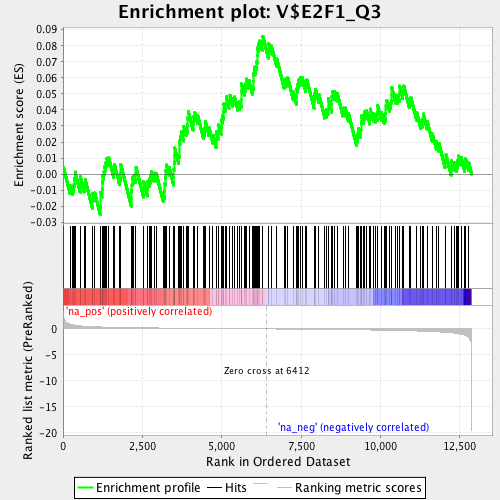 Enrichment plot: V$E2F1_Q3
Enrichment score (ES)
0.09
0.08
0.07
0.06
0.05
0.04
0.03
0.02
0.01
0.00
-0.01
-0.02
-0.03
'na_pos' (positively correlated)
Ranked list metric (PreRanked)
0
-5
-10
-15
-20
Zero cross at 6412
'na_neg' (negatively correlated)
0
2,500
5,000
7,500
10,000
12,500
Rank in Ordered Dataset
Enrichment profile
Hits
Ranking metric scores